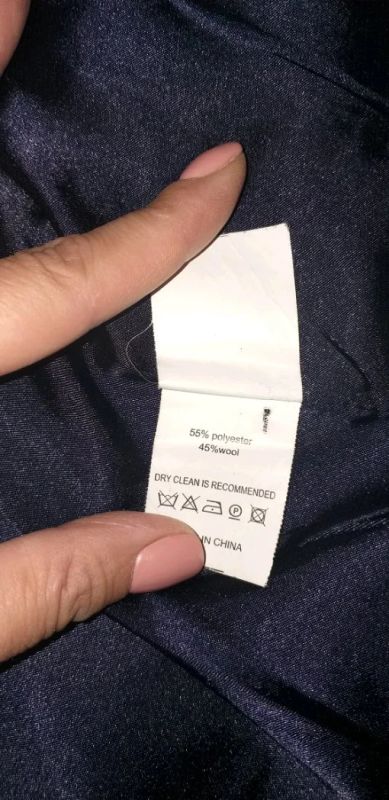 55% polyester
45%wool
DRY CLEAN IS RECOMMENDED
P
IN CHINA